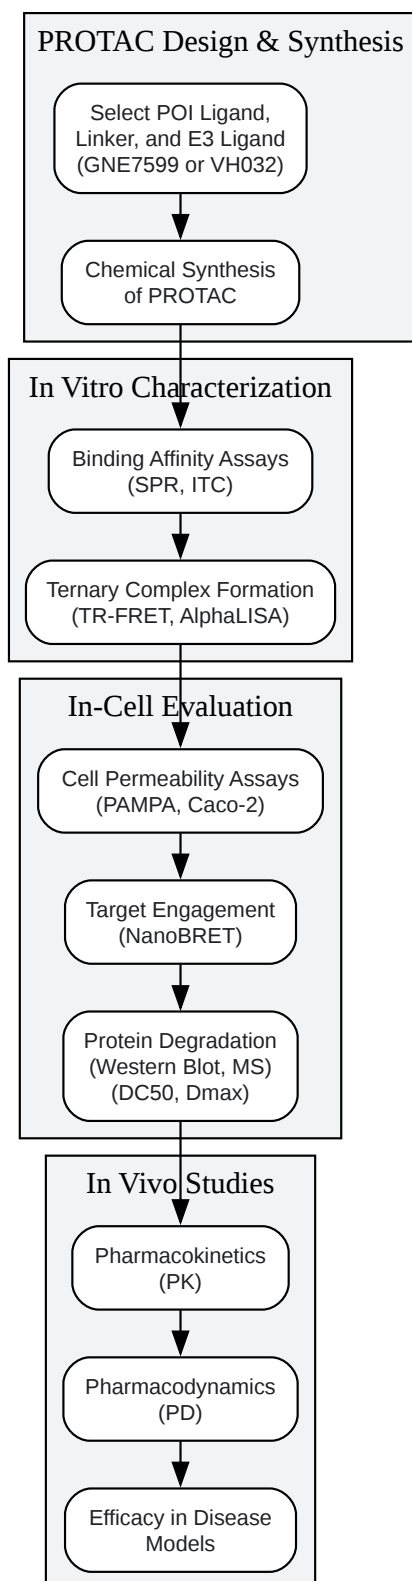 PROTAC Design & Synthesis
Select POI Ligand,
Linker, and E3 Ligand
(GNE7599 or VH032)
Chemical Synthesis
of PROTAC
In Vitro Characterization
Binding Affinity Assays
(SPR, ITC)
Ternary Complex Formation
(TR-FRET, AlphaLISA)
In-Cell Evaluation
Cell Permeability Assays
(PAMPA, Caco-2)
Target Engagement
(NanoBRET)
Protein Degradation
(Western Blot, MS)
(DC50, Dmax)
In Vivo Studies
Pharmacokinetics
(PK)
Pharmacodynamics
(PD)
Efficacy in Disease
Models